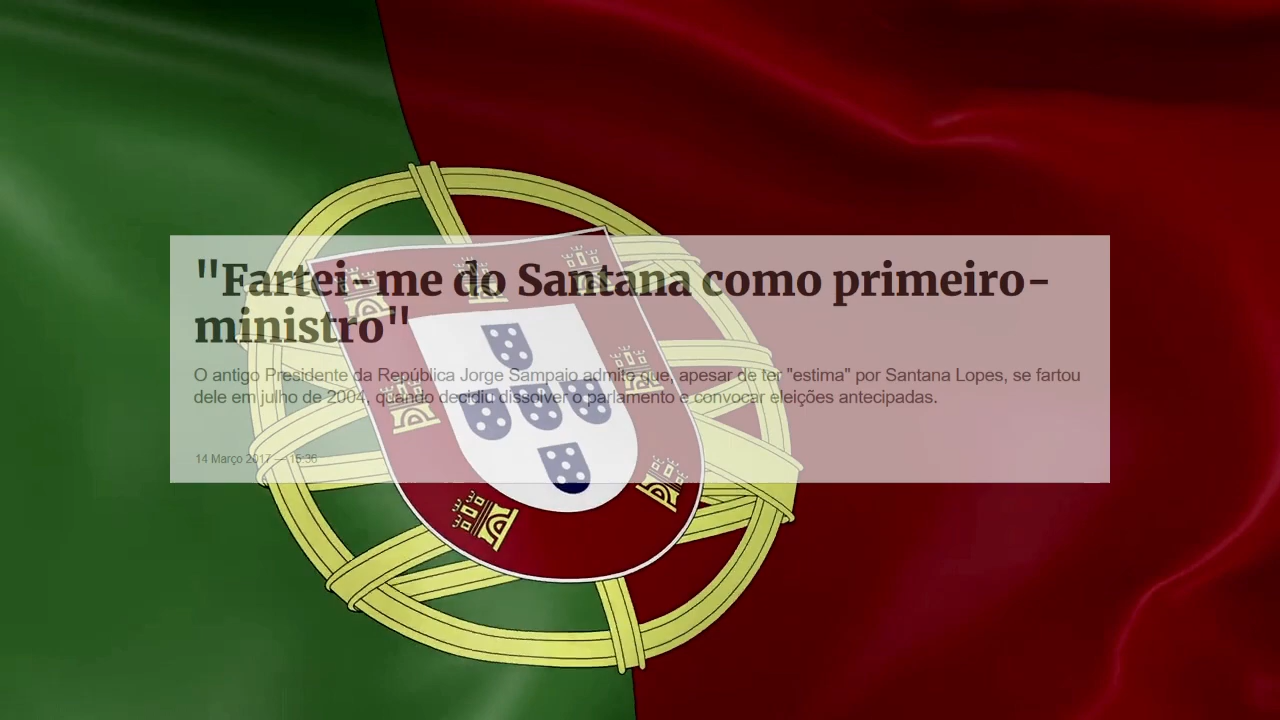 "Fartei-me do Santana como primeiro-
ministro"
O antigo Presidente da República Jorge Sampaio admite que, apesar de ter "estima" por Santana Lopes, se fartou
dele em julho de 2004, quando decidiu dissolver o parlamento e convocar eleições antecipadas.
14 Março 2017 — 15:36